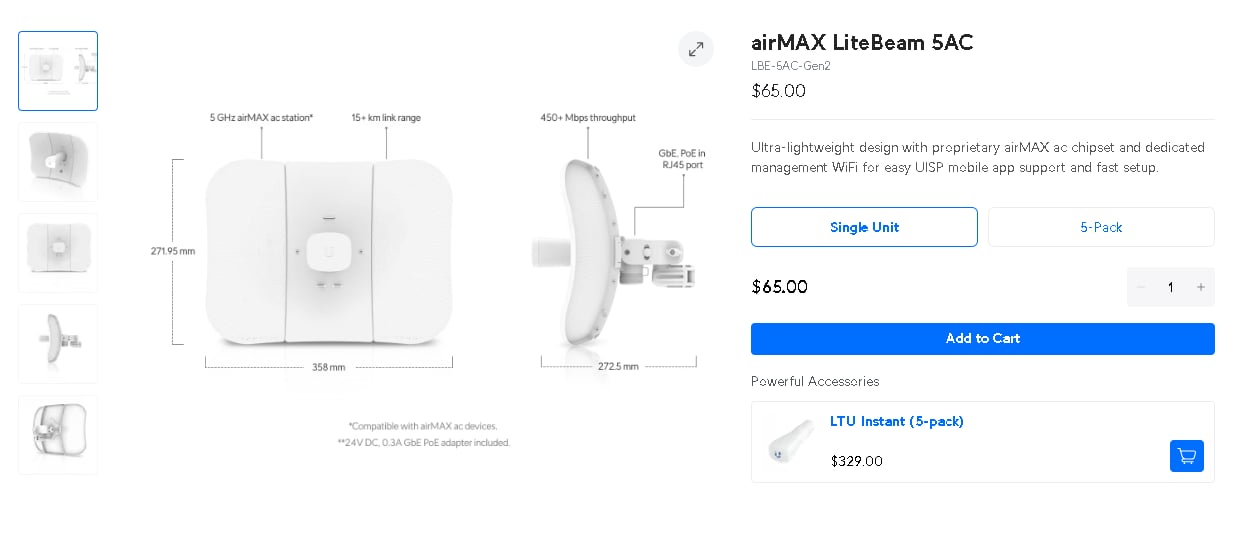 airMAX LiteBeam 5AC
LBE-5AC-Gen2
$65.00
5 GHz airMAX ac station*
15+ km link range
450+ Mbps throughput
GbE, PoE in
RJ45 port
271.95 mm
358 mm
272.5 mm
*Compatible with airMAX ac devices.
**24V DC, 0.3A GbE PoE adapter included.
Ultra-lightweight design with proprietary airMAX ac chipset and dedicated
management WiFi for easy UISP mobile app support and fast setup.
Single Unit
5-Pack
$65.00
1
Add to Cart
Powerful Accessories
LTU Instant (5-pack)
$329.00